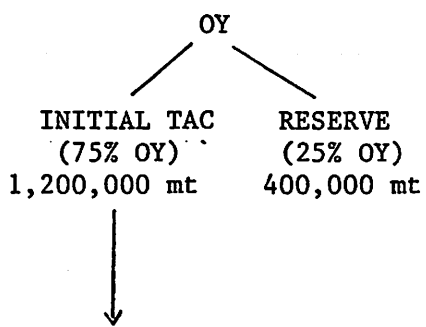 OY
INITIAL TAC RESERVE
(75% OY) (25% OY)
1,200,000 mt 400,000 mt